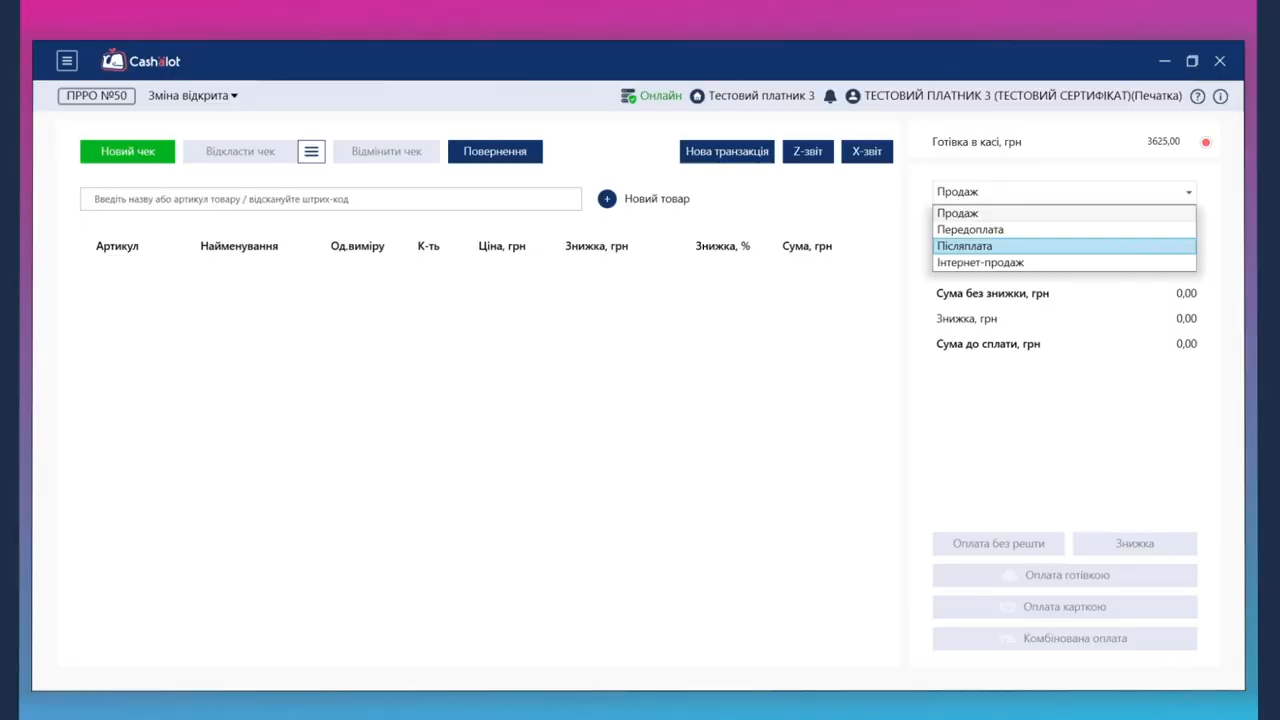 Cashalot
ПРРО №50 Зміна відкрита Онлайн Тестовий платник 3 ТЕСТОВИЙ ПЛАТНИК 3 (ТЕСТОВИЙ СЕРТИФІКАТ)(Печатка)
Новий чек Відкласти чек Відмінити чек Повернення Нова транзакція Z-звіт X-звіт
Готівка в касі, грн 3625,00
Введіть назву або артикул товару / відскануйте штрих-код Новий товар
Артикул Найменування Од.виміру К-ть Ціна, грн Знижка, грн Знижка, % Сума, грн
Продаж
Продаж
Передоплата
Післяплата
Інтернет-продаж
Сума без знижки, грн 0,00
Знижка, грн 0,00
Сума до сплати, грн 0,00
Оплата без решти Знижка
Оплата готівкою
Оплата карткою
Комбінована оплата